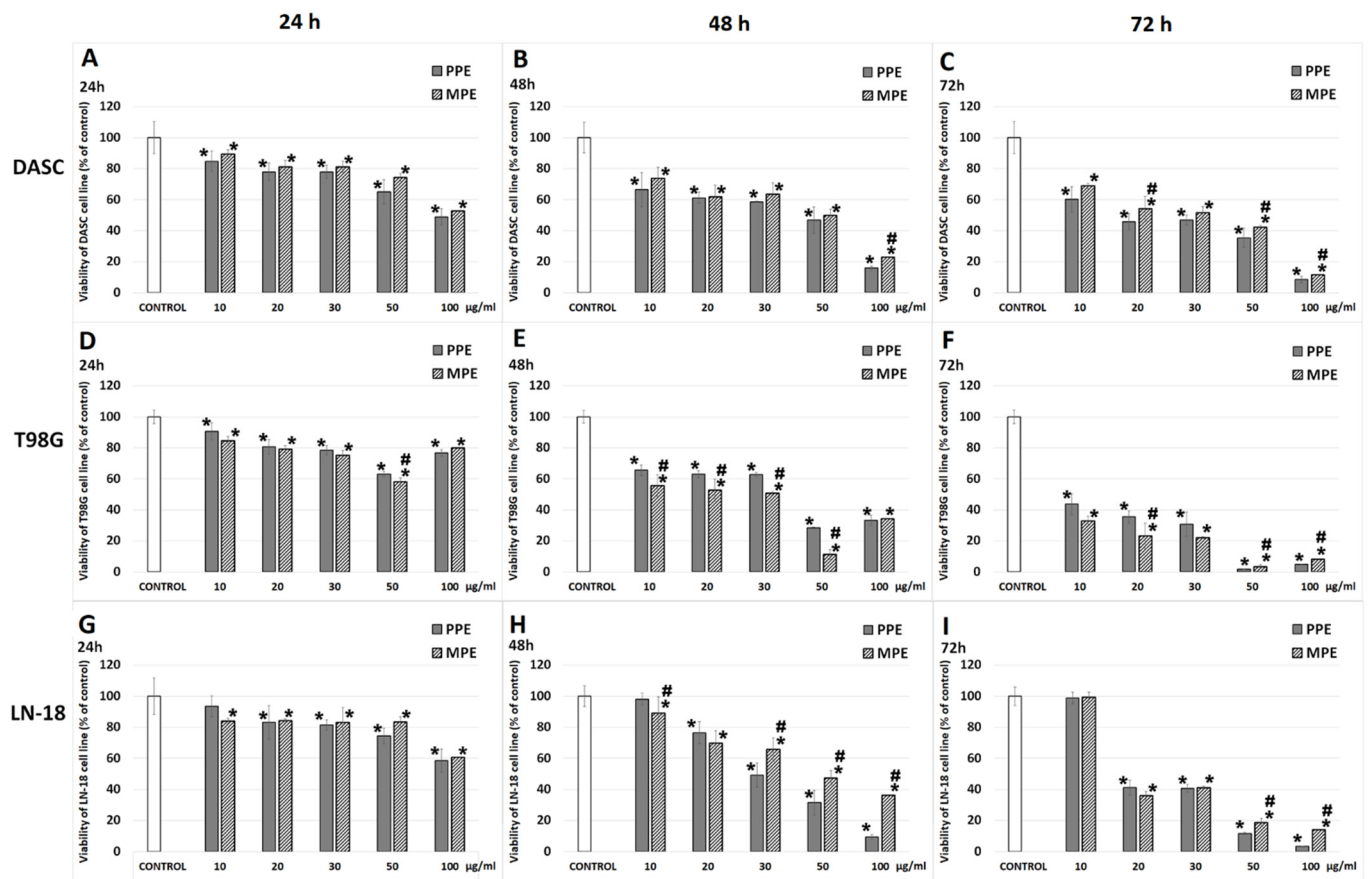 24 h
48 h
72 h
DASC
A
24h
PPE
MPE
Viability of DASC cell line (% of control)
120
100
80
60
40
20
0
* * * * * * * * * *
CONTROL 10 20 30 50 100 µg/ml
B
48h
PPE
MPE
Viability of DASC cell line (% of control)
120
100
80
60
40
20
0
* * * * * * * * * # *
CONTROL 10 20 30 50 100 µg/ml
C
72h
PPE
MPE
Viability of DASC cell line (% of control)
120
100
80
60
40
20
0
* * * # * * * * # * * # *
CONTROL 10 20 30 50 100 µg/ml
T98G
D
24h
PPE
MPE
Viability of T98G cell line (% of control)
120
100
80
60
40
20
0
* * * * * * * # * * *
CONTROL 10 20 30 50 100 µg/ml
E
48h
PPE
MPE
Viability of T98G cell line (% of control)
120
100
80
60
40
20
0
* # * * # * * # * * # * * *
CONTROL 10 20 30 50 100 µg/ml
F
72h
PPE
MPE
Viability of T98G cell line (% of control)
120
100
80
60
40
20
0
* * * # * * * * # * * # *
CONTROL 10 20 30 50 100 µg/ml
LN-18
G
24h
PPE
MPE
Viability of LN-18 cell line (% of control)
120
100
80
60
40
20
0
* * * * * * * * *
CONTROL 10 20 30 50 100 µg/ml
H
48h
PPE
MPE
Viability of LN-18 cell line (% of control)
120
100
80
60
40
20
0
# * * * * # * * # * * # *
CONTROL 10 20 30 50 100 µg/ml
I
72h
PPE
MPE
Viability of LN-18 cell line (% of control)
120
100
80
60
40
20
0
* * * * * # * * # *
CONTROL 10 20 30 50 100 µg/ml